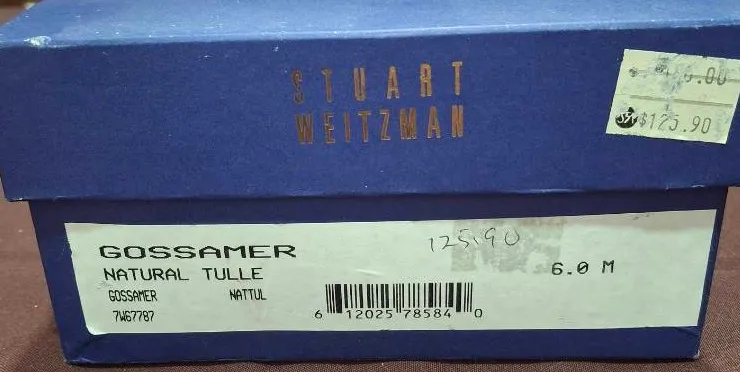 STUART
WEITZMAN
$125.90
GOSSAMER
125.90
6.0 M
NATURAL TULLE
GOSSAMER NATTUL
7W67787
6 12025 78584 0